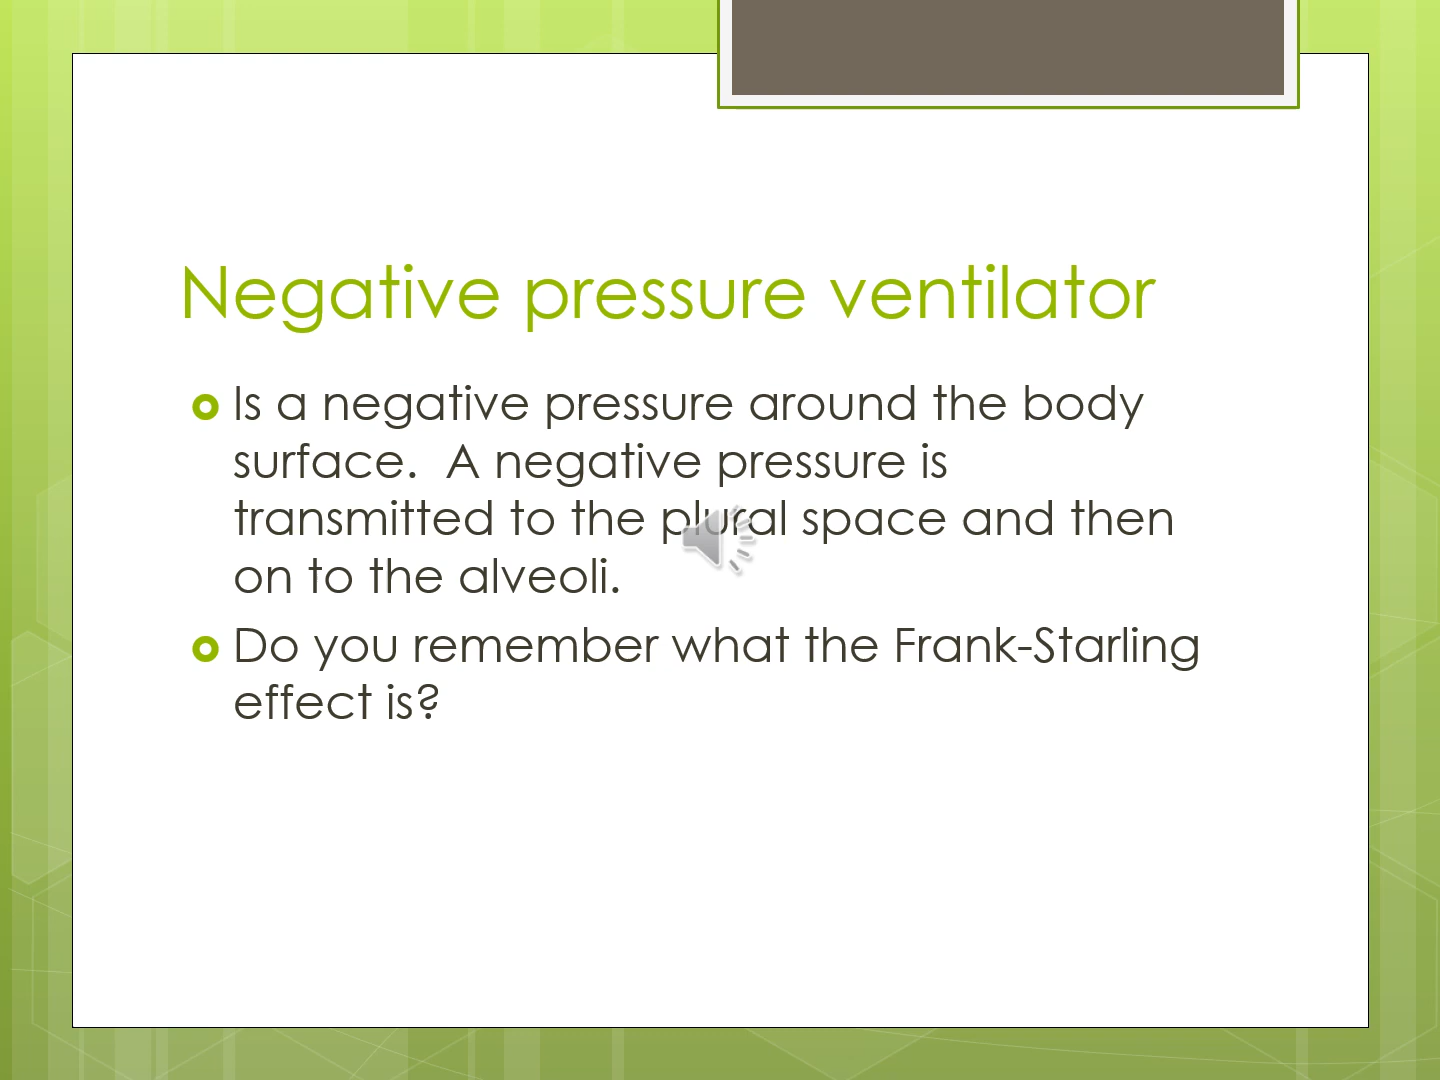 Negative pressure ventilator
Is a negative pressure around the body
surface.  A negative pressure is
transmitted to the plural space and then
on to the alveoli.
Do you remember what the Frank-Starling
effect is?